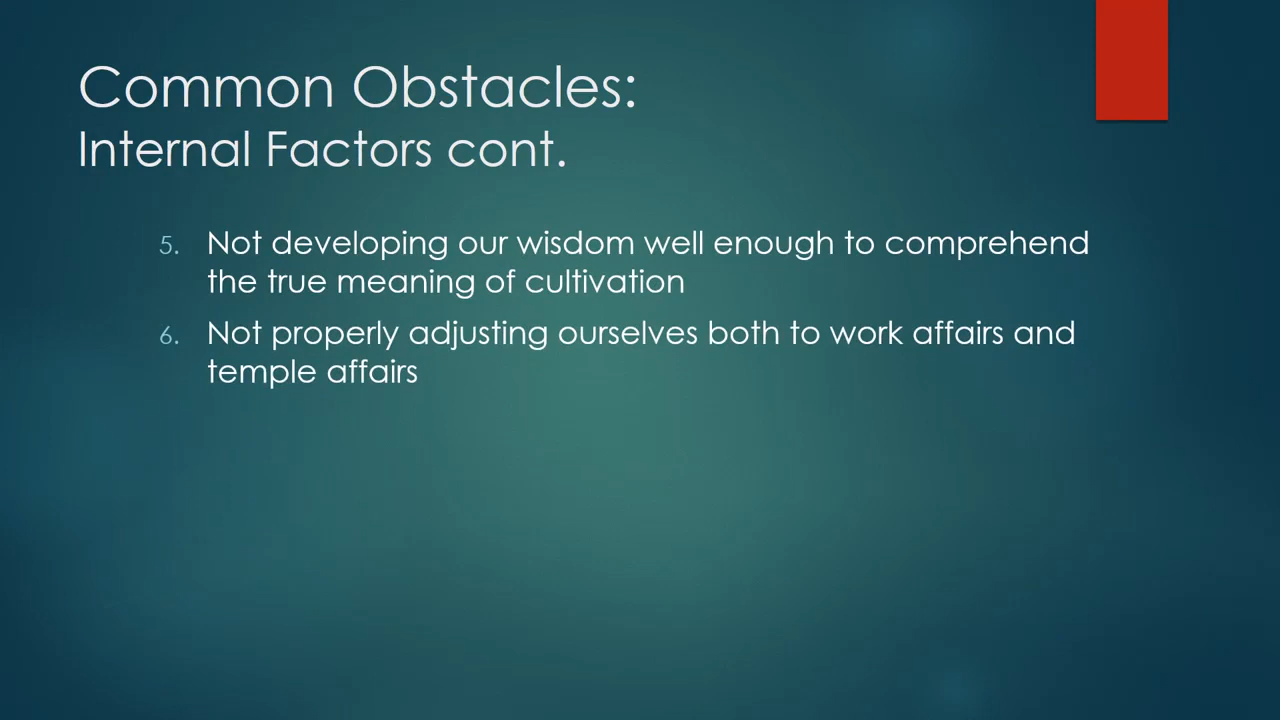 Common Obstacles:
Internal Factors cont.
5. Not developing our wisdom well enough to comprehend
the true meaning of cultivation
6. Not properly adjusting ourselves both to work affairs and
temple affairs